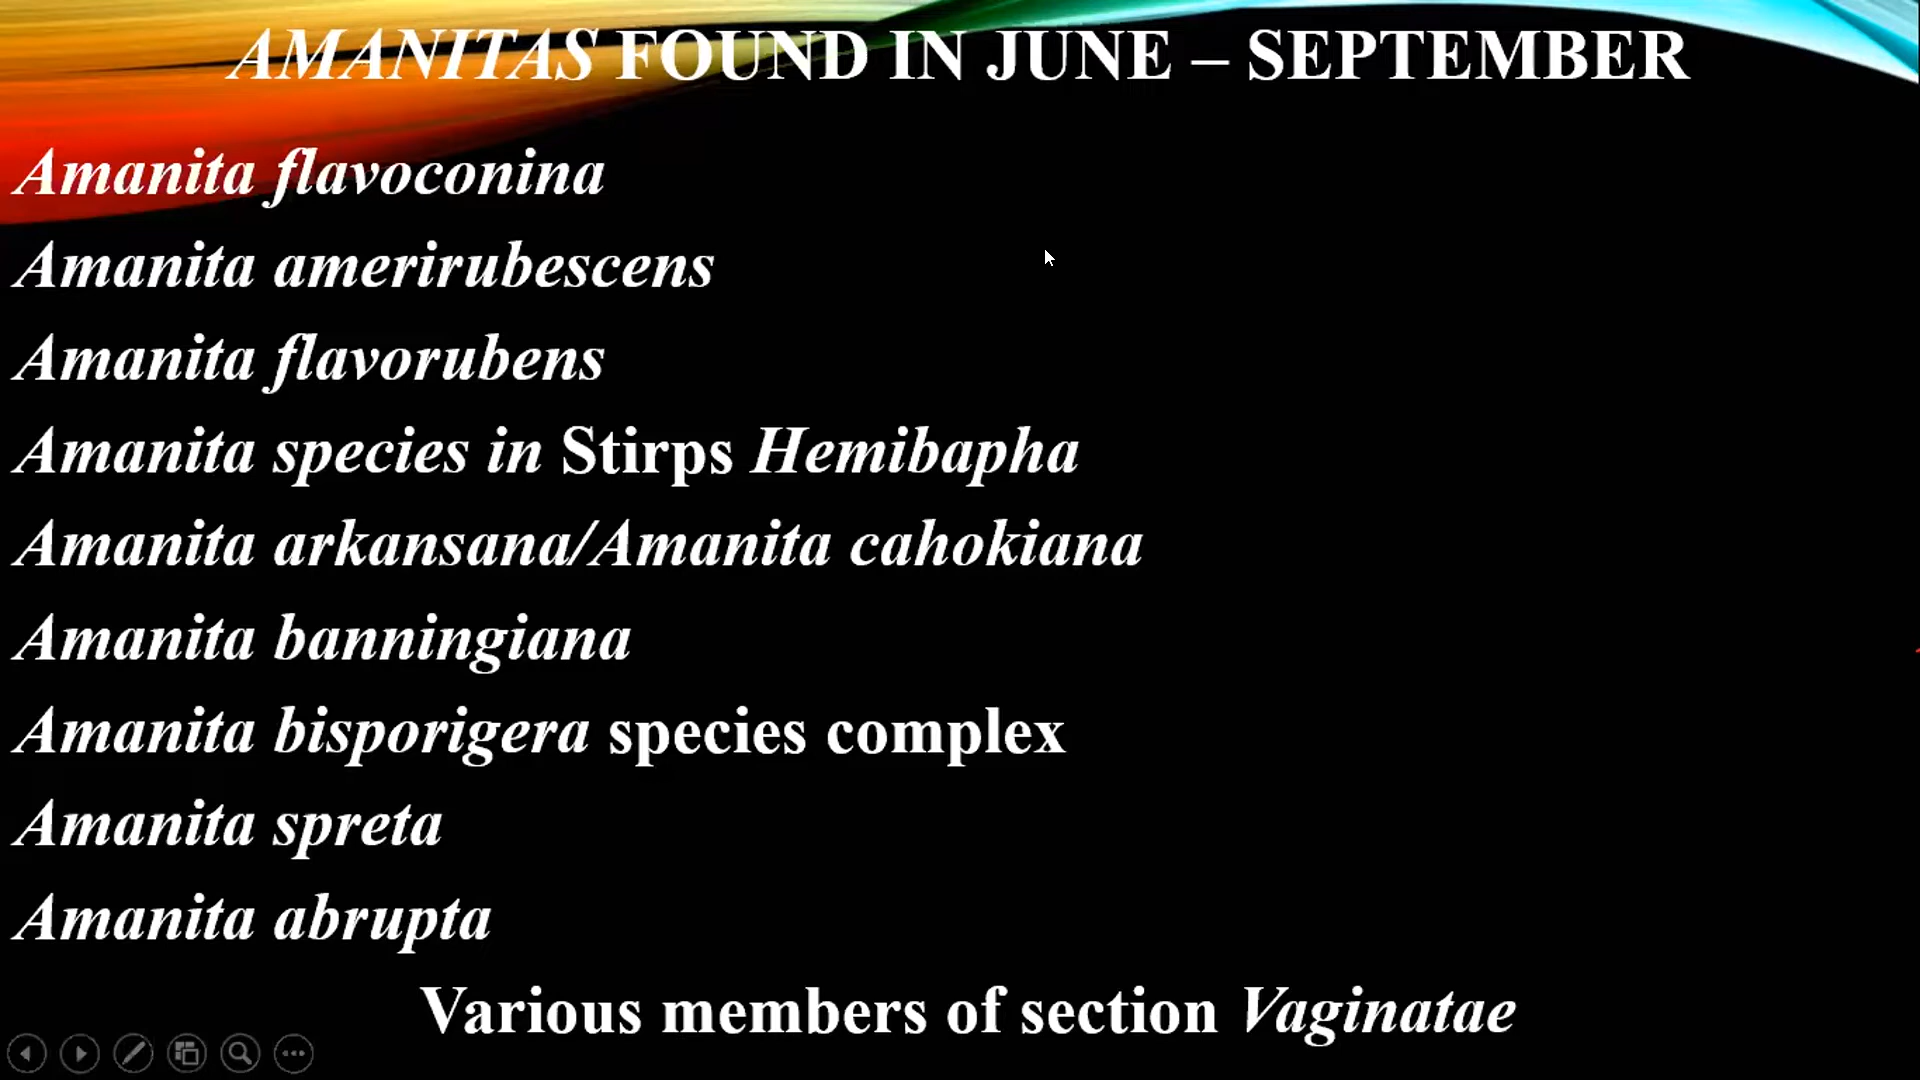 AMANITAS FOUND IN JUNE – SEPTEMBER
Amanita flavoconina
Amanita amerirubescens
Amanita flavorubens
Amanita species in Stirps Hemibapha
Amanita arkansana/Amanita cahokiana
Amanita banningiana
Amanita bisporigera species complex
Amanita spreta
Amanita abrupta
Various members of section Vaginatae